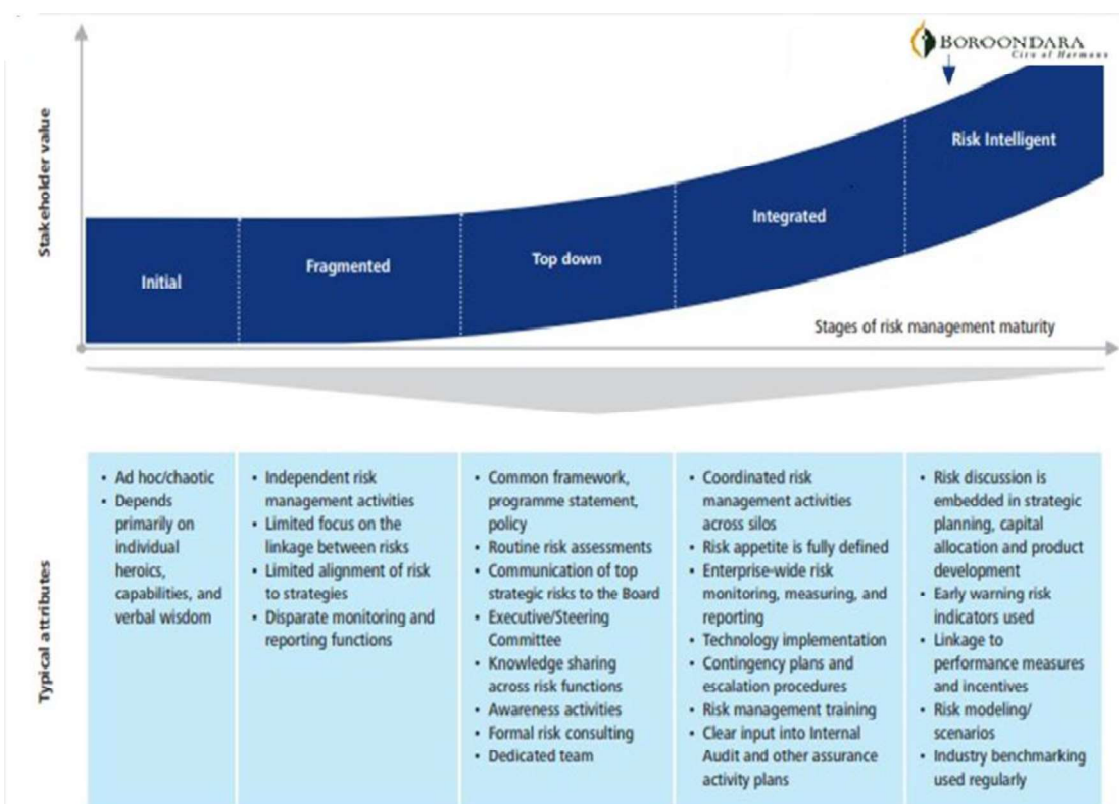 BOROONDARA
City of Harmony
Stakeholder value
Risk Intelligent
Integrated
Top down
Fragmented
Initial
Stages of risk management maturity
Typical attributes
• Ad hoc/chaotic
• Depends
primarily on
individual
heroics,
capabilities, and
verbal wisdom
• Independent risk
management activities
• Limited focus on the
linkage between risks
• Limited alignment of risk
to strategies
• Disparate monitoring and
reporting functions
• Common framework,
programme statement,
policy
• Routine risk assessments
• Communication of top
strategic risks to the Board
• Executive/Steering
Committee
• Knowledge sharing
across risk functions
• Awareness activities
• Formal risk consulting
• Dedicated team
• Coordinated risk
management activities
across silos
• Risk appetite is fully defined
• Enterprise-wide risk
monitoring, measuring, and
reporting
• Technology implementation
• Contingency plans and
escalation procedures
• Risk management training
• Clear input into Internal
Audit and other assurance
activity plans
• Risk discussion is
embedded in strategic
planning, capital
allocation and product
development
• Early warning risk
indicators used
• Linkage to
performance measures
and incentives
• Risk modeling/
scenarios
• Industry benchmarking
used regularly